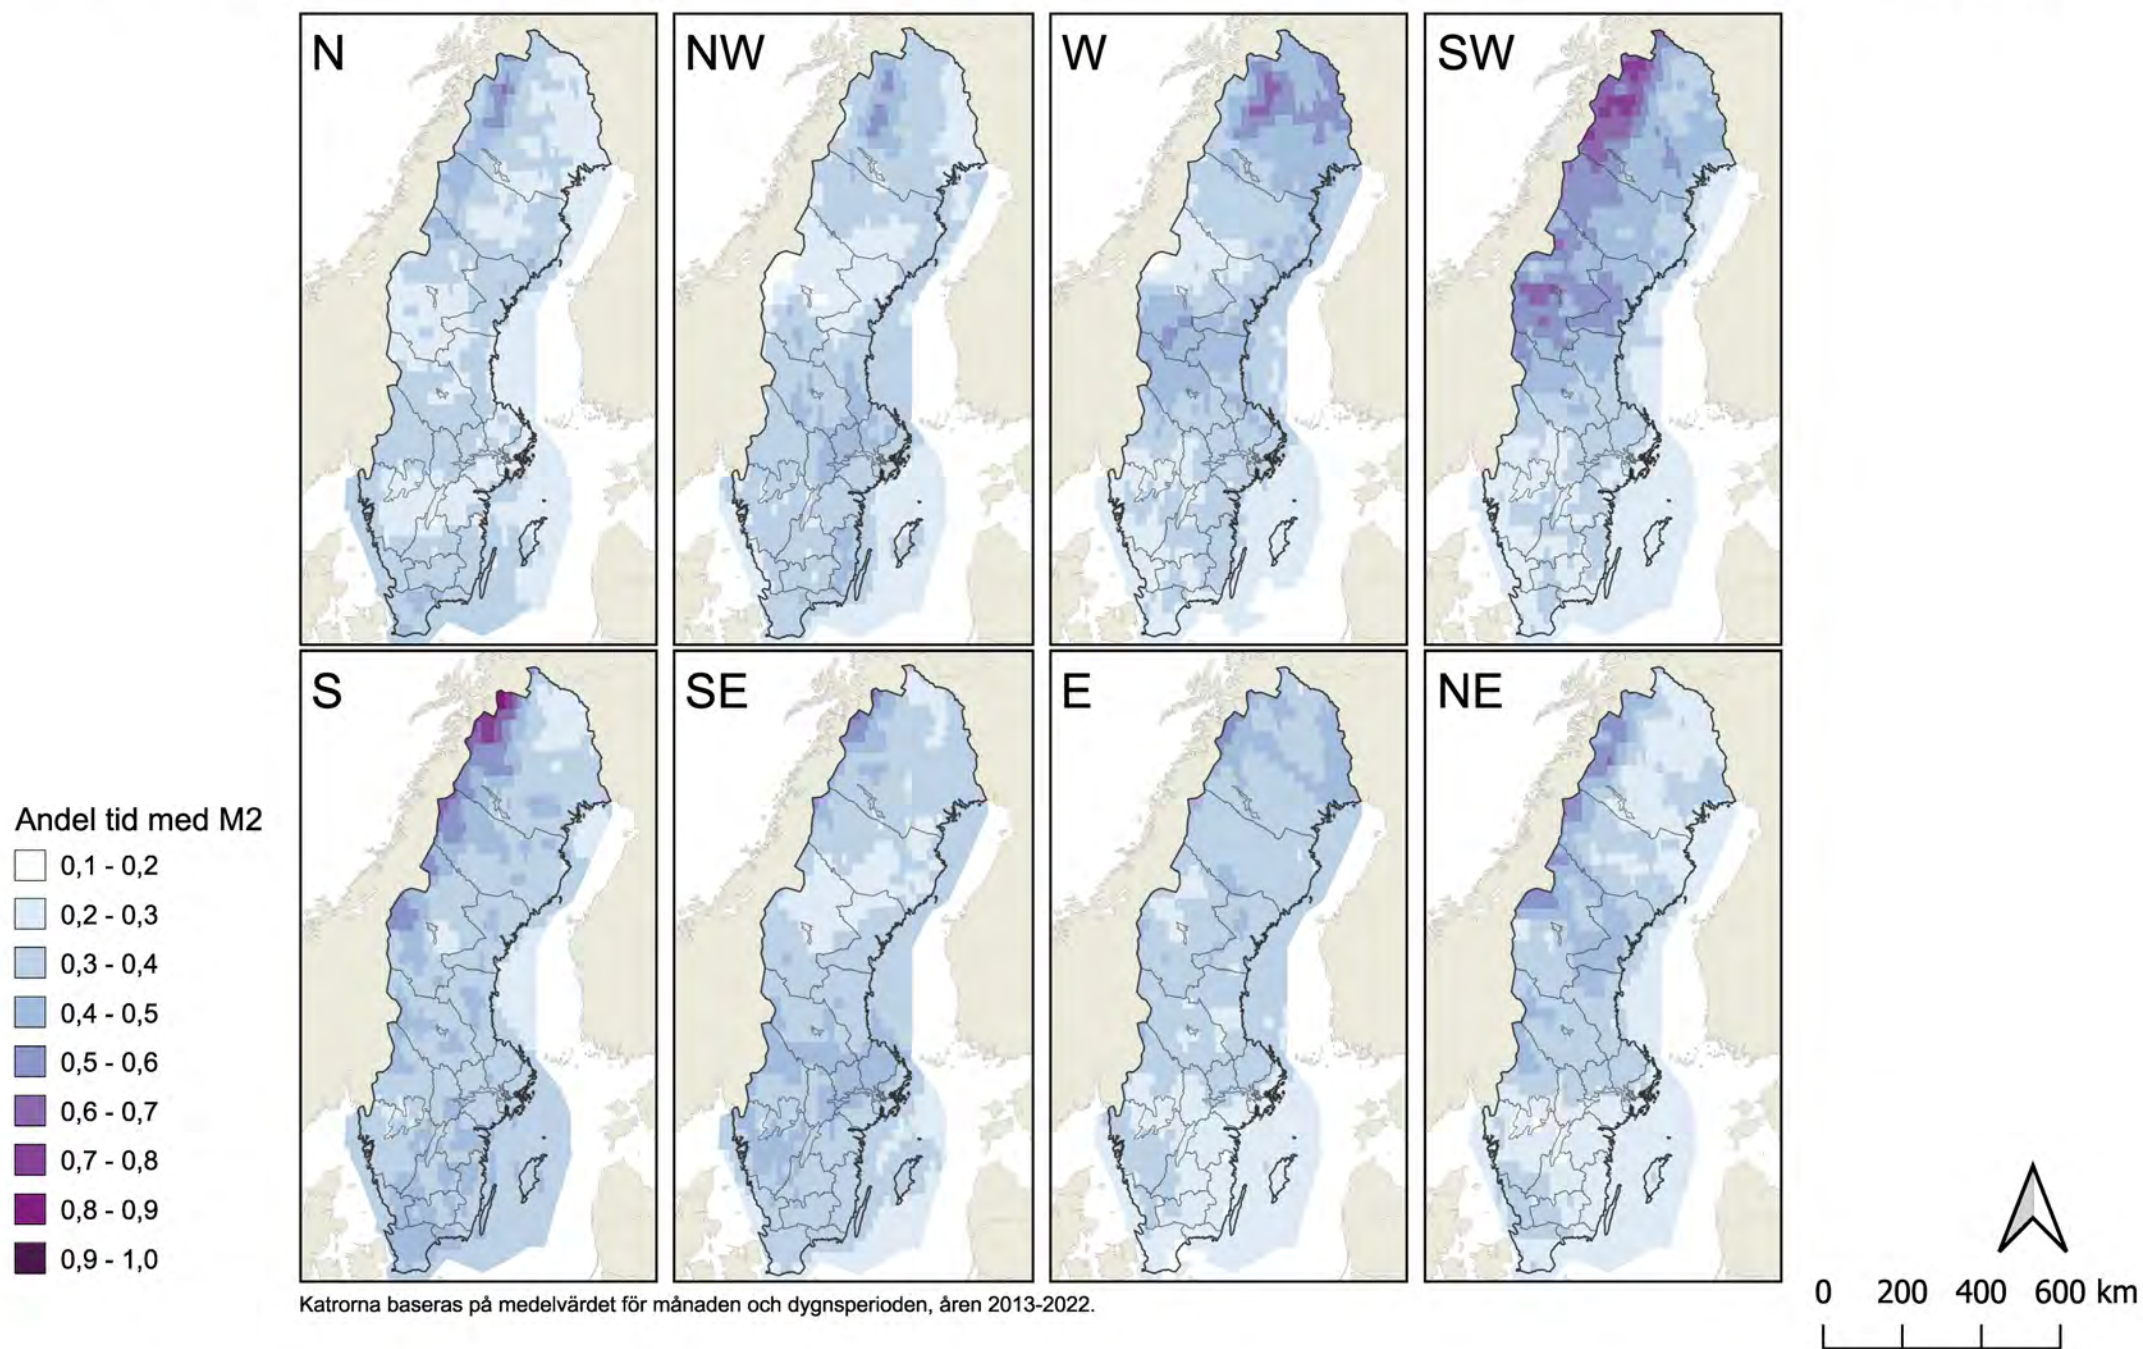 N
NW
W
SW
S
SE
E
NE
Andel tid med M2
0,1 - 0,2
0,2 - 0,3
0,3 - 0,4
0,4 - 0,5
0,5 - 0,6
0,6 - 0,7
0,7 - 0,8
0,8 - 0,9
0,9 - 1,0
Katrorna baseras på medelvärdet för månaden och dygnsperioden, åren 2013-2022.
0 200 400 600 km